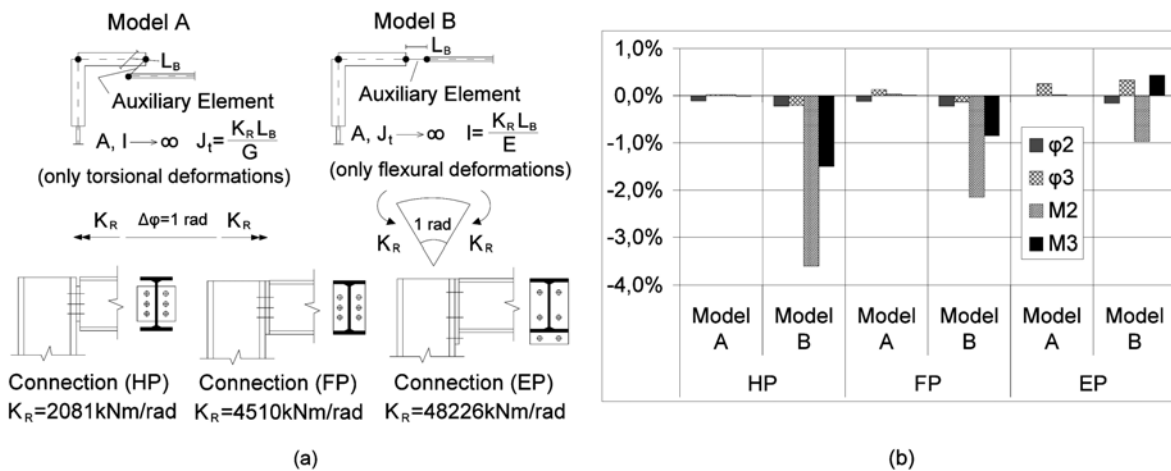 Model A
Model B
L_B
L_B
Auxiliary Element
Auxiliary Element
A, I → ∞ J_t = K_R L_B / G
A, J_t → ∞ I = K_R L_B / E
(only torsional deformations)
(only flexural deformations)
K_R Δφ=1 rad K_R
1 rad
K_R K_R
Connection (HP)
K_R=2081kNm/rad
Connection (FP)
K_R=4510kNm/rad
Connection (EP)
K_R=48226kNm/rad
(a)
1,0%
0,0%
-1,0%
-2,0%
-3,0%
-4,0%
φ2
φ3
M2
M3
Model A
Model B
Model A
Model B
Model A
Model B
HP
FP
EP
(b)